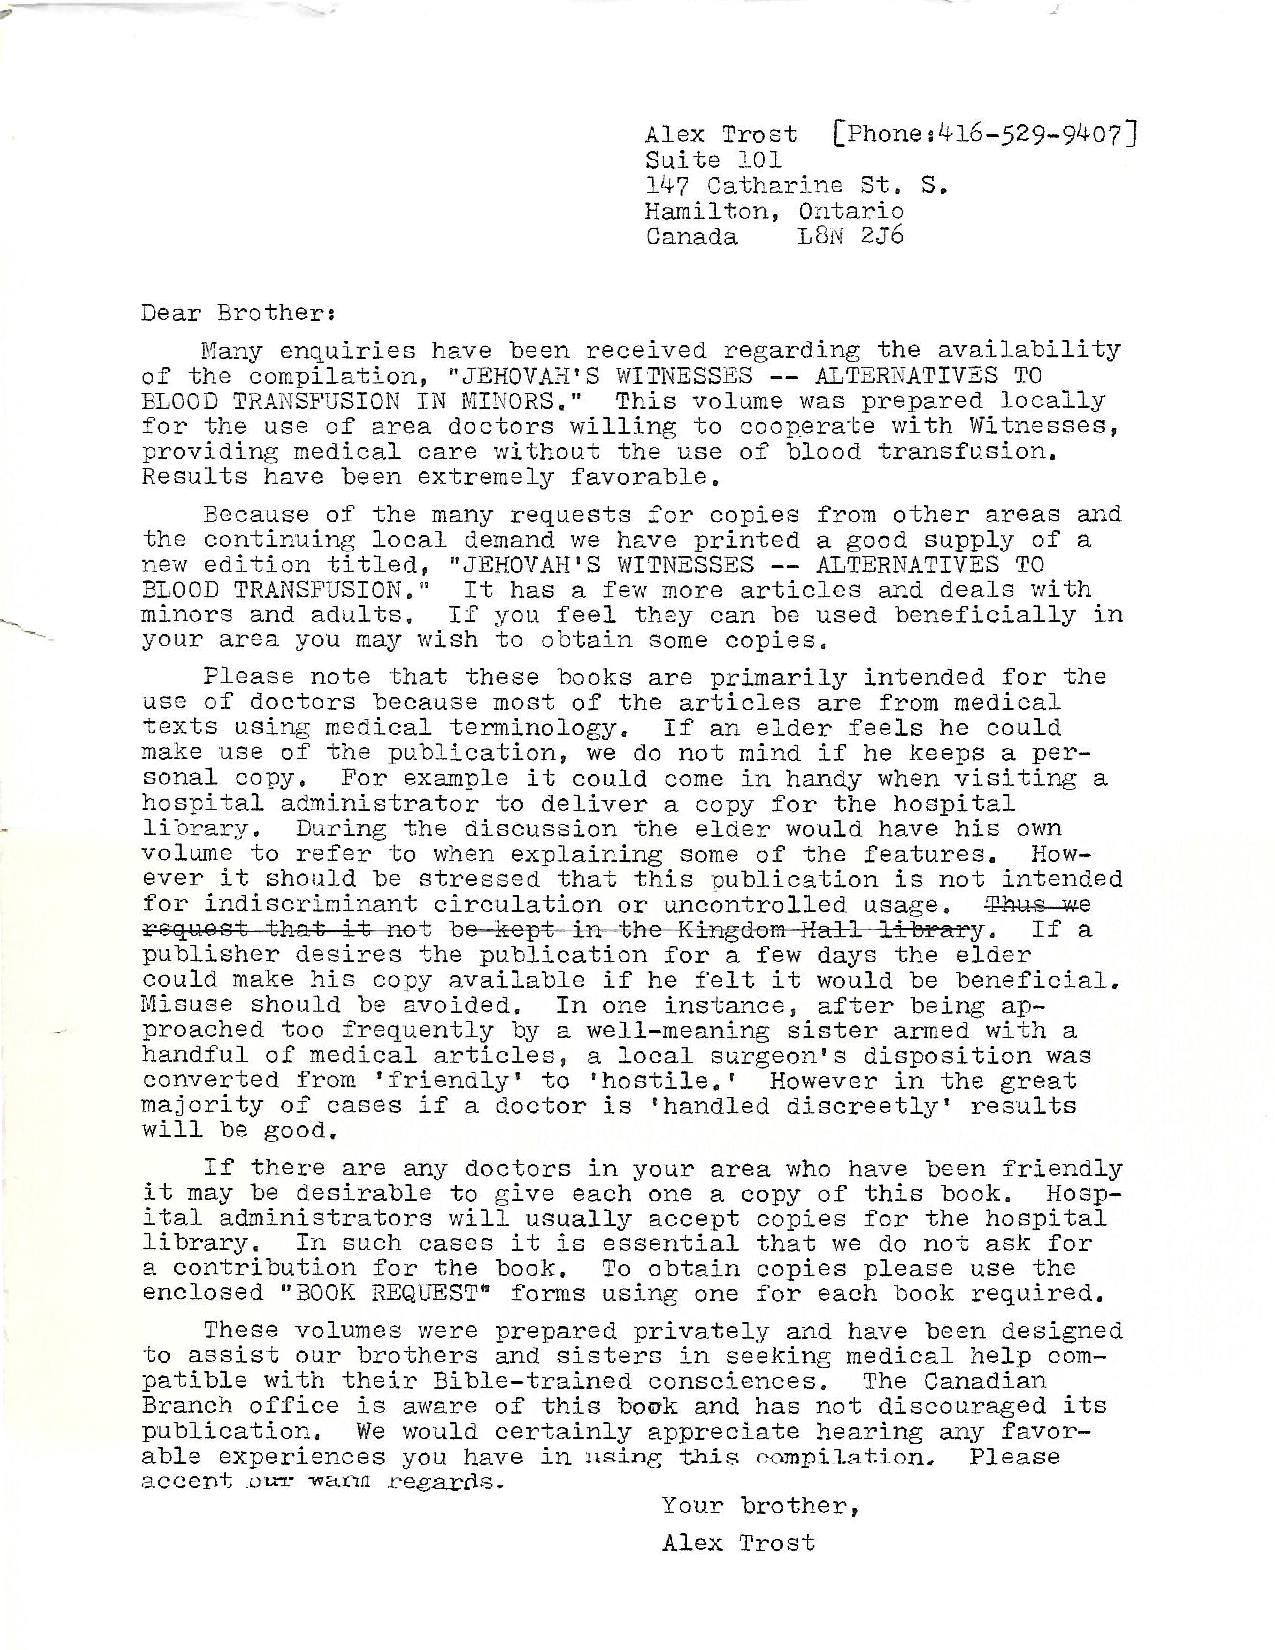 Alex Trost  [Phone:416-529-9407]
Suite 101
147 Catharine St. S.
Hamilton, Ontario
Canada    L8N 2J6
Dear Brother:
Many enquiries have been received regarding the availability
of the compilation, "JEHOVAH'S WITNESSES -- ALTERNATIVES TO
BLOOD TRANSFUSION IN MINORS."  This volume was prepared locally
for the use of area doctors willing to cooperate with Witnesses,
providing medical care without the use of blood transfusion.
Results have been extremely favorable.
Because of the many requests for copies from other areas and
the continuing local demand we have printed a good supply of a
new edition titled, "JEHOVAH'S WITNESSES -- ALTERNATIVES TO
BLOOD TRANSFUSION."  It has a few more articles and deals with
minors and adults.  If you feel they can be used beneficially in
your area you may wish to obtain some copies.
Please note that these books are primarily intended for the
use of doctors because most of the articles are from medical
texts using medical terminology.  If an elder feels he could
make use of the publication, we do not mind if he keeps a per-
sonal copy.  For example it could come in handy when visiting a
hospital administrator to deliver a copy for the hospital
library.  During the discussion the elder would have his own
volume to refer to when explaining some of the features.  How-
ever it should be stressed that this publication is not intended
for indiscriminant circulation or uncontrolled usage.  Thus we
request that it not be kept in the Kingdom Hall library.  If a
publisher desires the publication for a few days the elder
could make his copy available if he felt it would be beneficial.
Misuse should be avoided.  In one instance, after being ap-
proached too frequently by a well-meaning sister armed with a
handful of medical articles, a local surgeon's disposition was
converted from 'friendly' to 'hostile.'  However in the great
majority of cases if a doctor is 'handled discreetly' results
will be good.
If there are any doctors in your area who have been friendly
it may be desirable to give each one a copy of this book.  Hosp-
ital administrators will usually accept copies for the hospital
library.  In such cases it is essential that we do not ask for
a contribution for the book.  To obtain copies please use the
enclosed "BOOK REQUEST" forms using one for each book required.
These volumes were prepared privately and have been designed
to assist our brothers and sisters in seeking medical help com-
patible with their Bible-trained consciences.  The Canadian
Branch office is aware of this book and has not discouraged its
publication.  We would certainly appreciate hearing any favor-
able experiences you have in using this compilation.  Please
accept our warm regards.
Your brother,
Alex Trost